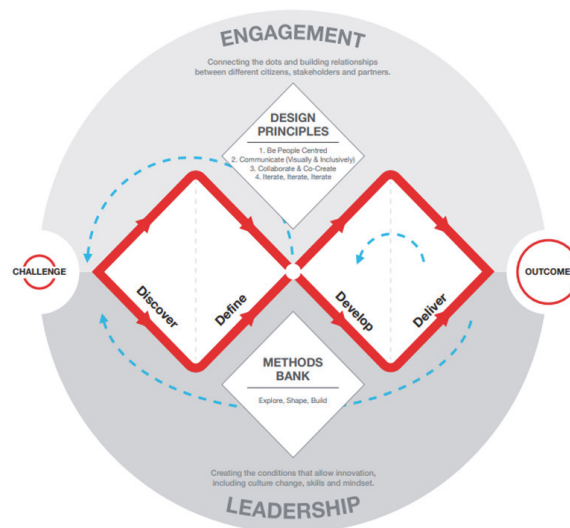 ENGAGEMENT
Connecting the dots and building relationships
between different citizens, stakeholders and partners.
DESIGN
PRINCIPLES
1. Be People Centred
2. Communicate (Visually & Inclusively)
3. Collaborate & Co-Create
4. Iterate, Iterate, Iterate
CHALLENGE
OUTCOME
Discover
Define
Develop
Deliver
METHODS
BANK
Explore, Shape, Build
Creating the conditions that allow innovation,
including culture change, skills and mindset.
LEADERSHIP